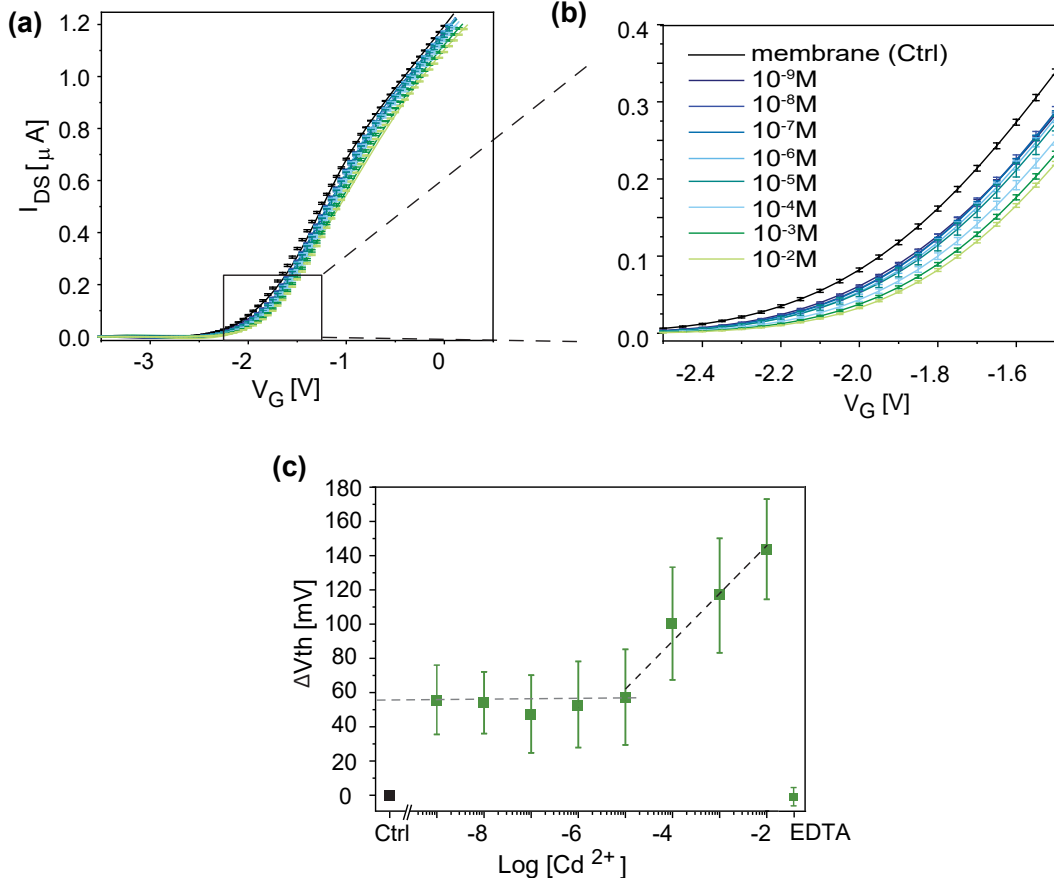 (a)
1.2
1.0
0.8
0.6
0.4
0.2
0.0
I_DS [μ A]
-3
-2
-1
0
V_G [V]
(b)
0.4
0.3
0.2
0.1
0.0
membrane (Ctrl)
10⁻⁹M
10⁻⁸M
10⁻⁷M
10⁻⁶M
10⁻⁵M
10⁻⁴M
10⁻³M
10⁻²M
-2.4
-2.2
-2.0
-1.8
-1.6
V_G [V]
(c)
180
160
140
120
100
80
60
40
20
0
ΔVth [mV]
Ctrl
-8
-6
-4
-2
EDTA
Log [Cd ²⁺]